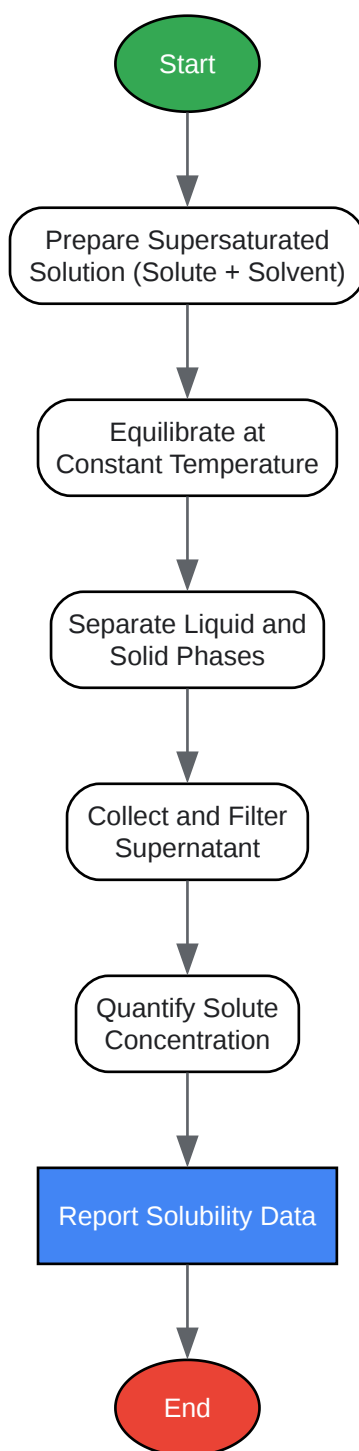 Start
Prepare Supersaturated
Solution (Solute + Solvent)
Equilibrate at
Constant Temperature
Separate Liquid and
Solid Phases
Collect and Filter
Supernatant
Quantify Solute
Concentration
Report Solubility Data
End